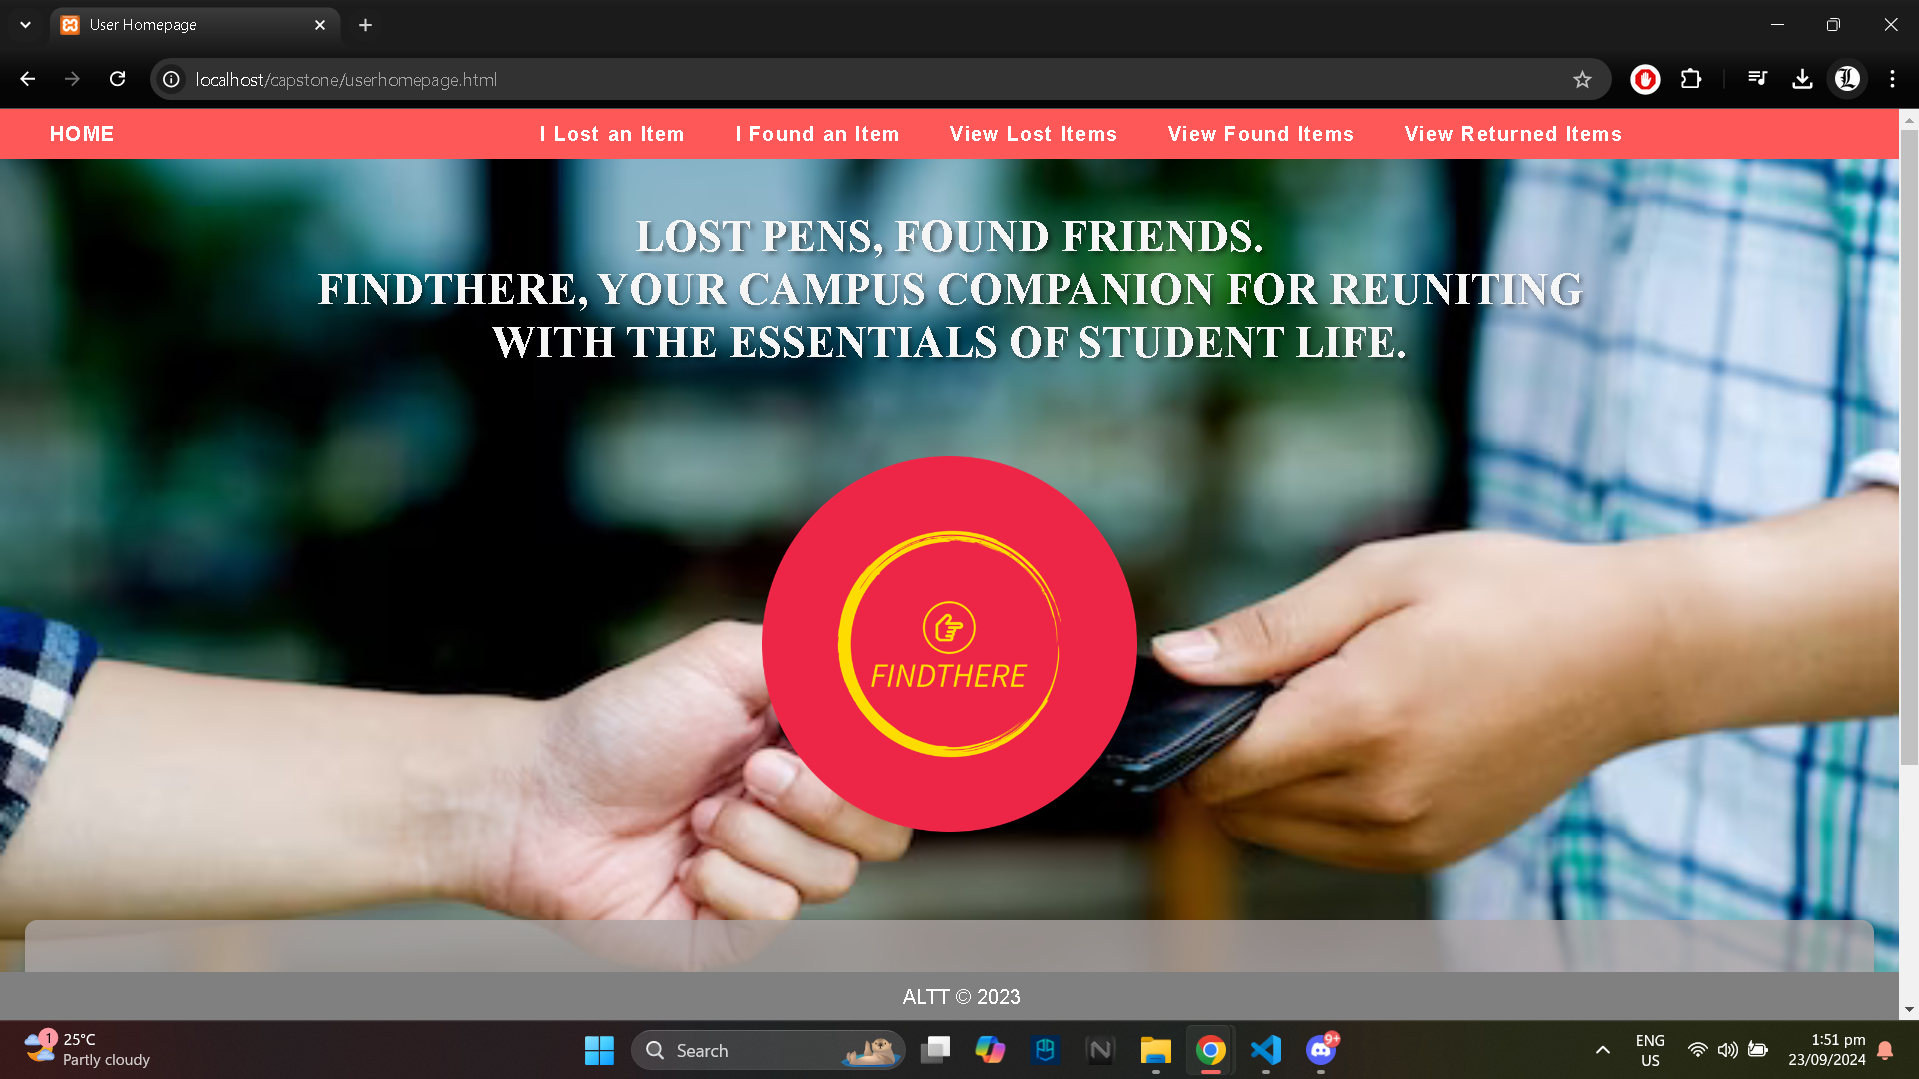 User Homepage
localhost/capstone/userhomepage.html
HOME
I Lost an Item
I Found an Item
View Lost Items
View Found Items
View Returned Items
LOST PENS, FOUND FRIENDS.
FINDTHERE, YOUR CAMPUS COMPANION FOR REUNITING
WITH THE ESSENTIALS OF STUDENT LIFE.
FINDTHERE
ALTT © 2023
1
25°C
Partly cloudy
Search
N
9+
ENG
US
1:51 pm
23/09/2024